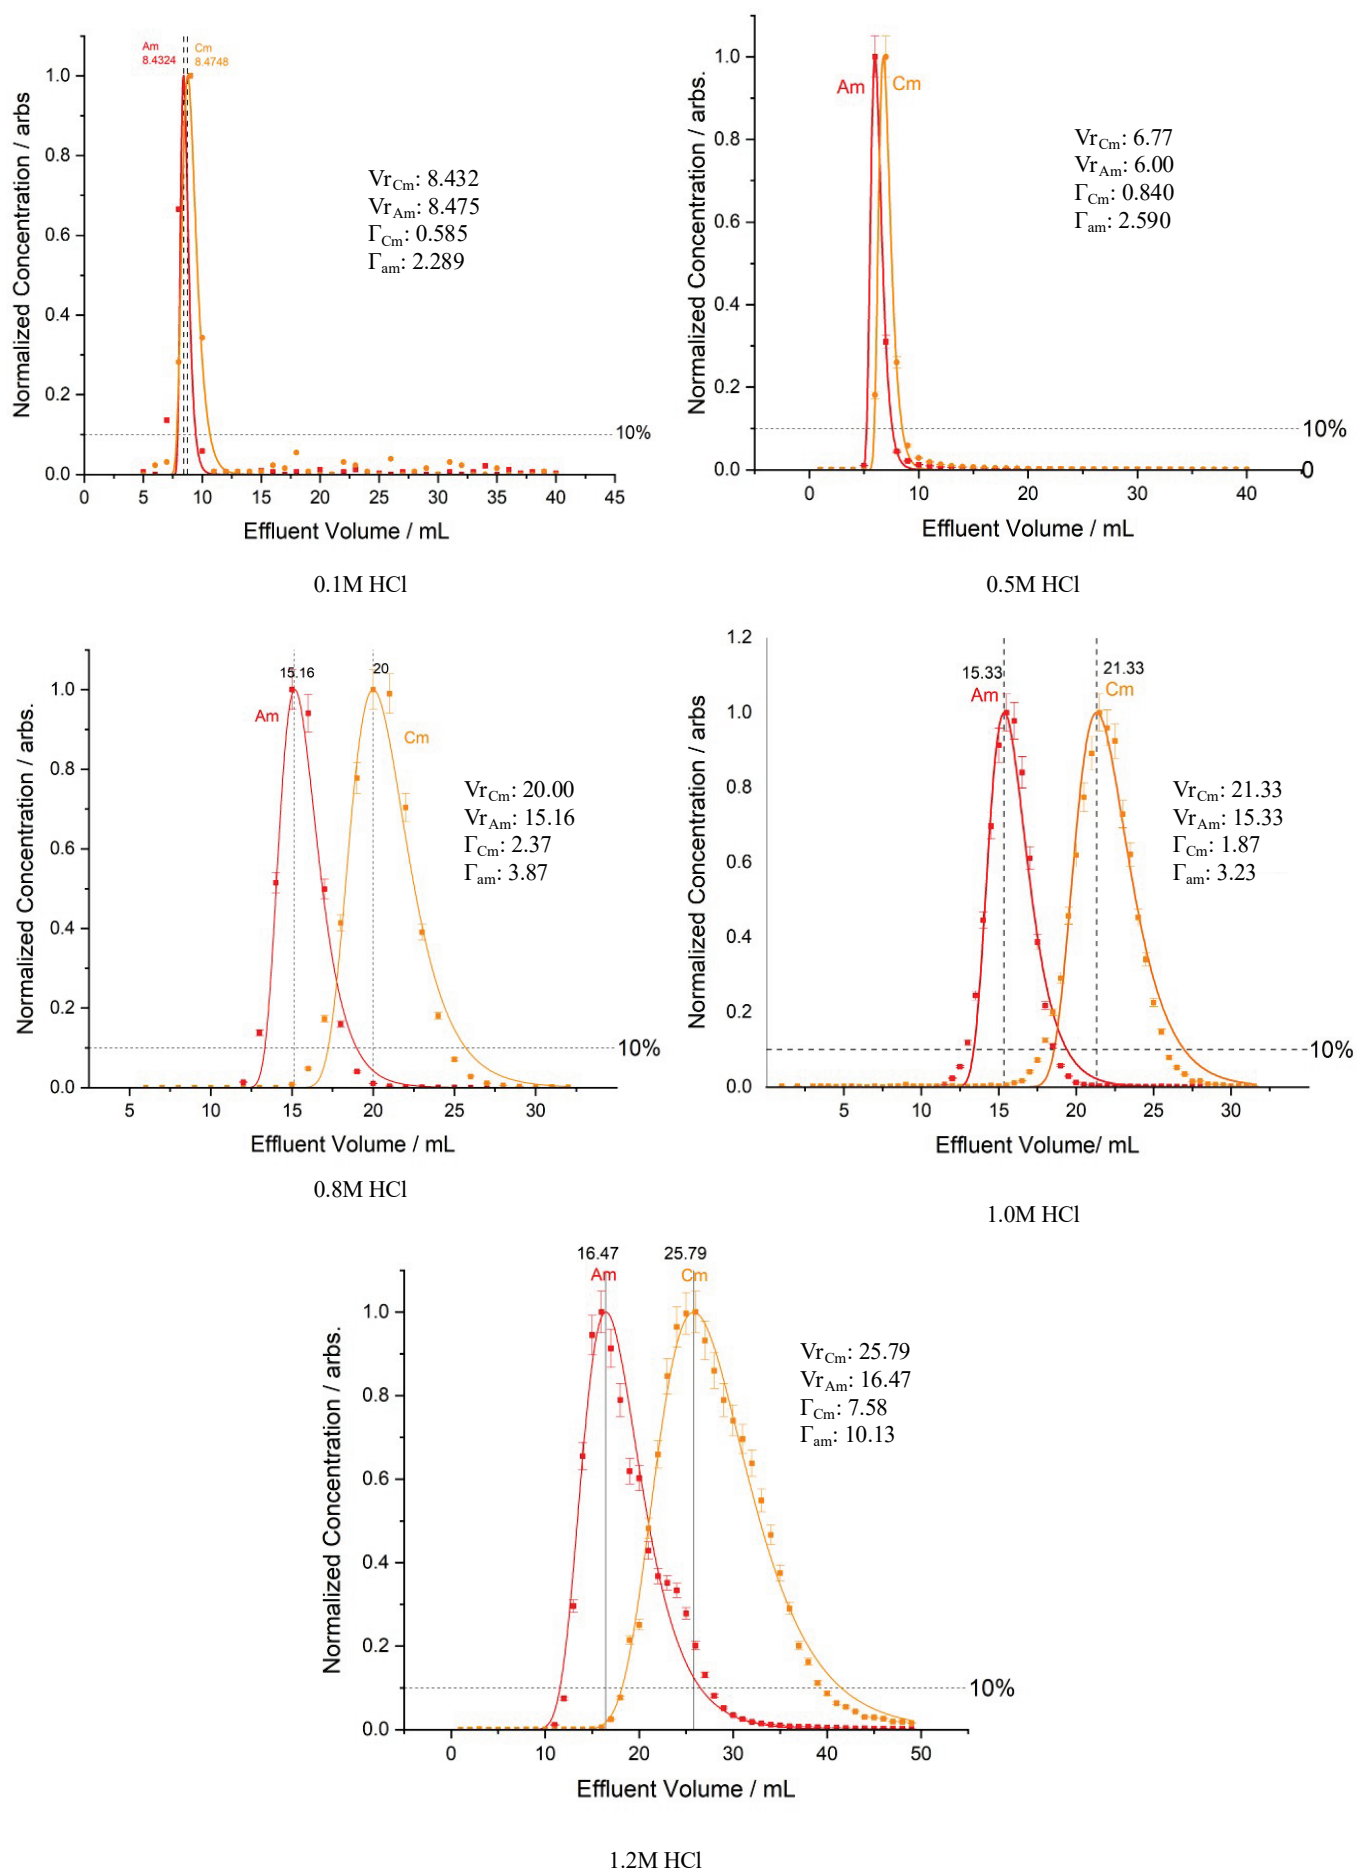 Am
8.4324
Cm
8.4748
Normalized Concentration / arbs
1.0
0.8
0.6
0.4
0.2
0.0
Vr_Cm: 8.432
Vr_Am: 8.475
Γ_Cm: 0.585
Γ_am: 2.289
10%
0 5 10 15 20 25 30 35 40 45
Effluent Volume / mL
0.1M HCl
Normalized Concentration / arbs.
1.0
0.8
0.6
0.4
0.2
0.0
Am
Cm
Vr_Cm: 6.77
Vr_Am: 6.00
Γ_Cm: 0.840
Γ_am: 2.590
10%
0
0 10 20 30 40
Effluent Volume / mL
0.5M HCl
Normalized Concentration / arbs.
1.0
0.8
0.6
0.4
0.2
0.0
15.16
20
Am
Cm
Vr_Cm: 20.00
Vr_Am: 15.16
Γ_Cm: 2.37
Γ_am: 3.87
10%
5 10 15 20 25 30
Effluent Volume / mL
0.8M HCl
Normalized Concentration / arbs
1.2
1.0
0.8
0.6
0.4
0.2
0.0
15.33
Am
21.33
Cm
Vr_Cm: 21.33
Vr_Am: 15.33
Γ_Cm: 1.87
Γ_am: 3.23
10%
5 10 15 20 25 30
Effluent Volume/ mL
1.0M HCl
16.47
25.79
Am
Cm
Normalized Concentration / arbs.
1.0
0.8
0.6
0.4
0.2
0.0
Vr_Cm: 25.79
Vr_Am: 16.47
Γ_Cm: 7.58
Γ_am: 10.13
10%
0 10 20 30 40 50
Effluent Volume / mL
1.2M HCl